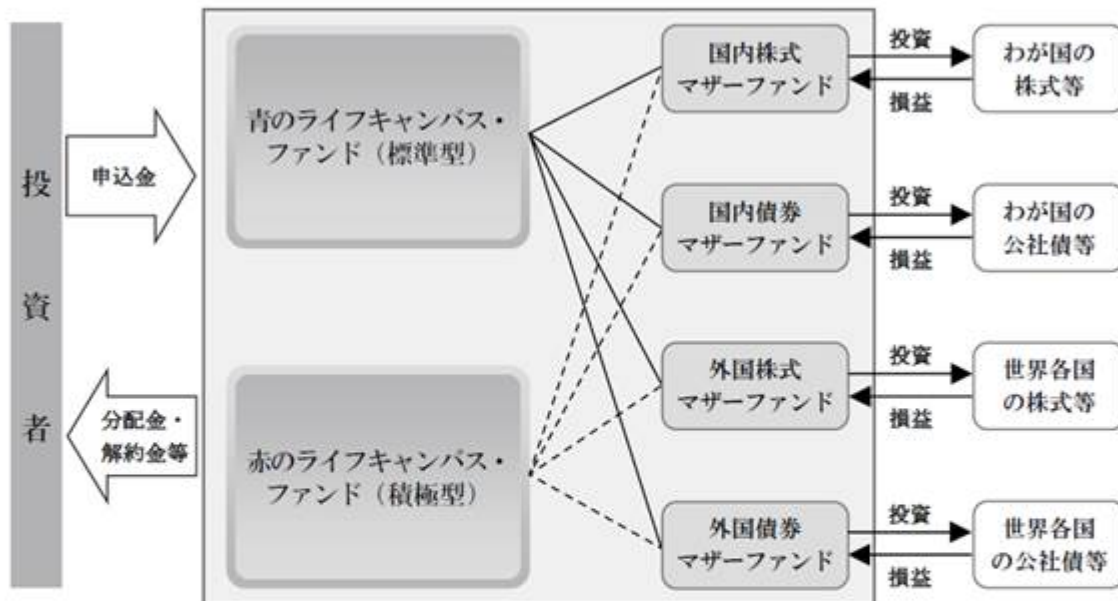 投資者
申込金
分配金・
解約金等
青のライフキャンバス・
ファンド（標準型）
赤のライフキャンバス・
ファンド（積極型）
国内株式
マザーファンド
投資
損益
わが国の
株式等
国内債券
マザーファンド
投資
損益
わが国の
公社債等
外国株式
マザーファンド
投資
損益
世界各国
の株式等
外国債券
マザーファンド
投資
損益
世界各国
の公社債等